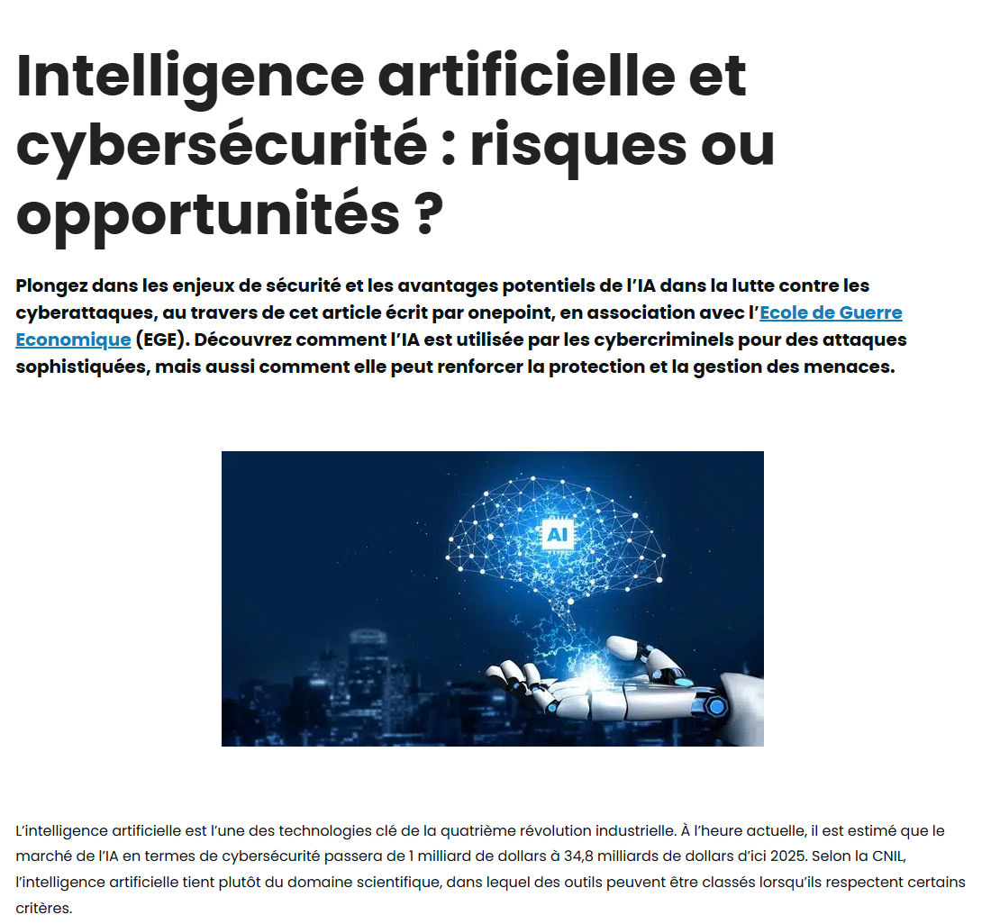 Intelligence artificielle et
cybersécurité : risques ou
opportunités ?
Plongez dans les enjeux de sécurité et les avantages potentiels de l’IA dans la lutte contre les
cyberattaques, au travers de cet article écrit par onepoint, en association avec l’Ecole de Guerre
Economique (EGE). Découvrez comment l’IA est utilisée par les cybercriminels pour des attaques
sophistiquées, mais aussi comment elle peut renforcer la protection et la gestion des menaces.
AI
L’intelligence artificielle est l’une des technologies clé de la quatrième révolution industrielle. À l’heure actuelle, il est estimé que le
marché de l’IA en termes de cybersécurité passera de 1 milliard de dollars à 34,8 milliards de dollars d’ici 2025. Selon la CNIL,
l’intelligence artificielle tient plutôt du domaine scientifique, dans lequel des outils peuvent être classés lorsqu’ils respectent certains
critères.